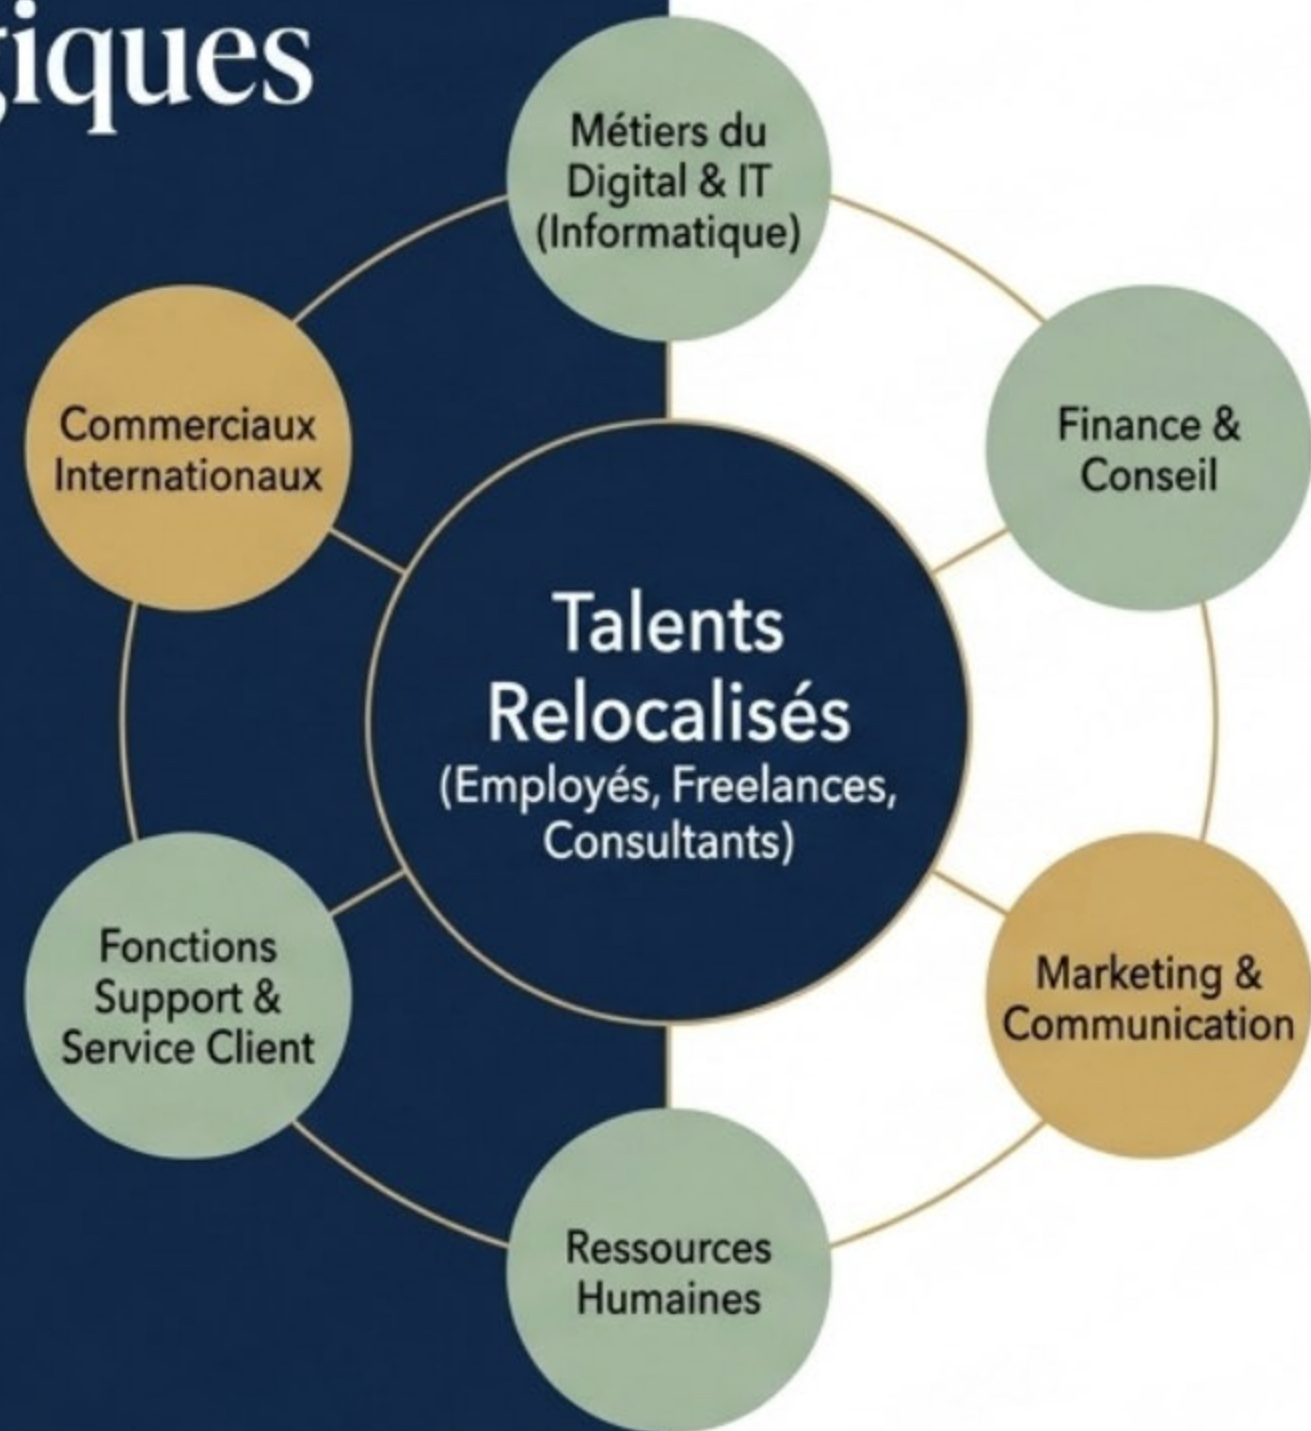 Métiers du
Digital & IT
(Informatique)
Commerciaux
Internationaux
Finance &
Conseil
Talents
Relocalisés
(Employés, Freelances,
Consultants)
Fonctions
Support &
Service Client
Marketing &
Communication
Ressources
Humaines